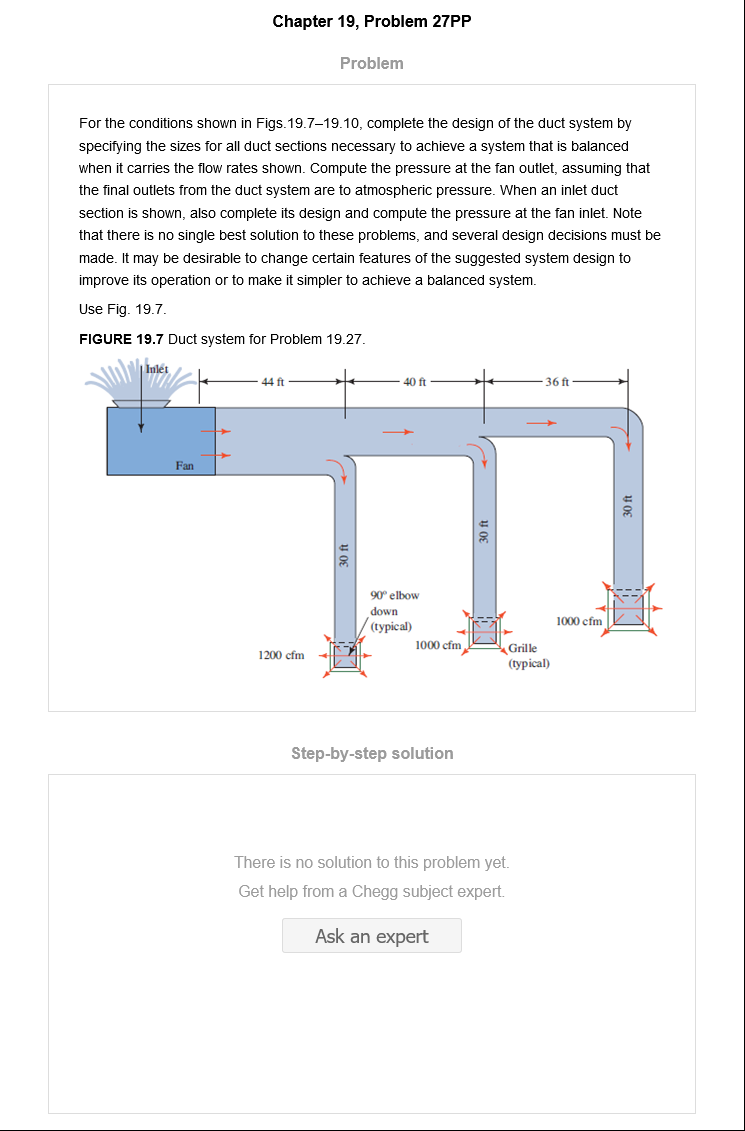 Chapter 19, Problem 27PP
Problem
For the conditions shown in Figs.19.7–19.10, complete the design of the duct system by
specifying the sizes for all duct sections necessary to achieve a system that is balanced
when it carries the flow rates shown. Compute the pressure at the fan outlet, assuming that
the final outlets from the duct system are to atmospheric pressure. When an inlet duct
section is shown, also complete its design and compute the pressure at the fan inlet. Note
that there is no single best solution to these problems, and several design decisions must be
made. It may be desirable to change certain features of the suggested system design to
improve its operation or to make it simpler to achieve a balanced system.
Use Fig. 19.7.
FIGURE 19.7 Duct system for Problem 19.27.
Inlet
44 ft
40 ft
36 ft
Fan
30 ft
30 ft
30 ft
90° elbow
down
(typical)
1000 cfm
1000 cfm
1200 cfm
Grille
(typical)
Step-by-step solution
There is no solution to this problem yet.
Get help from a Chegg subject expert.
Ask an expert